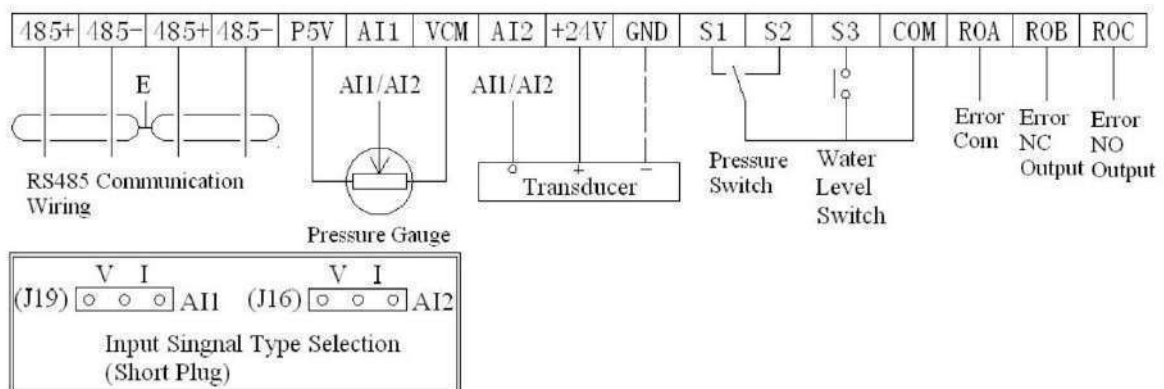 485+ 485- 485+ 485- P5V AI1 VCM AI2 +24V GND S1 S2 S3 COM ROA ROB ROC
E
AI1/AI2
AI1/AI2
RS485 Communication
Wiring
Pressure Gauge
+ −
Transducer
Pressure
Switch
Water
Level
Switch
Error
Com
Error
NC
Output
Error
NO
Output
V I
(J19) AI1
V I
(J16) AI2
Input Singnal Type Selection
(Short Plug)